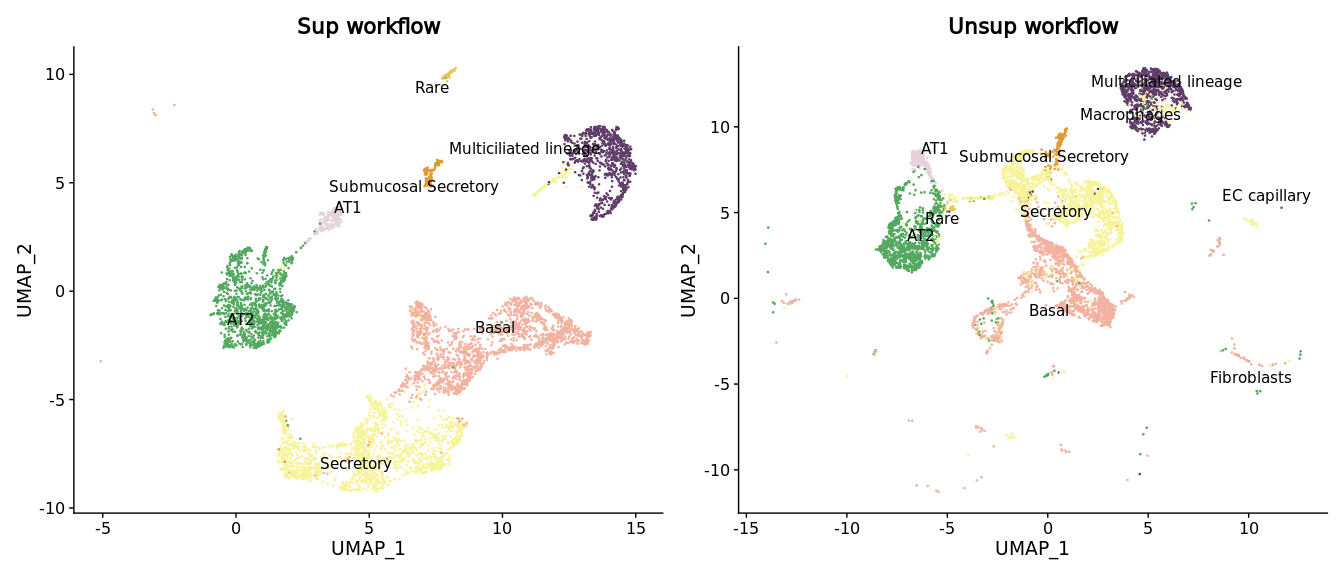 Sup workflow
UMAP_2
10
5
0
-5
-10
Rare
Multiciliated lineage
Submucosal Secretory
AT1
AT2
Basal
Secretory
-5
0
5
10
15
UMAP_1
Unsup workflow
UMAP_2
10
5
0
-5
-10
Multiciliated lineage
Macrophages
AT1
Submucosal Secretory
EC capillary
Rare
Secretory
AT2
Basal
Fibroblasts
-15
-10
-5
0
5
10
UMAP_1